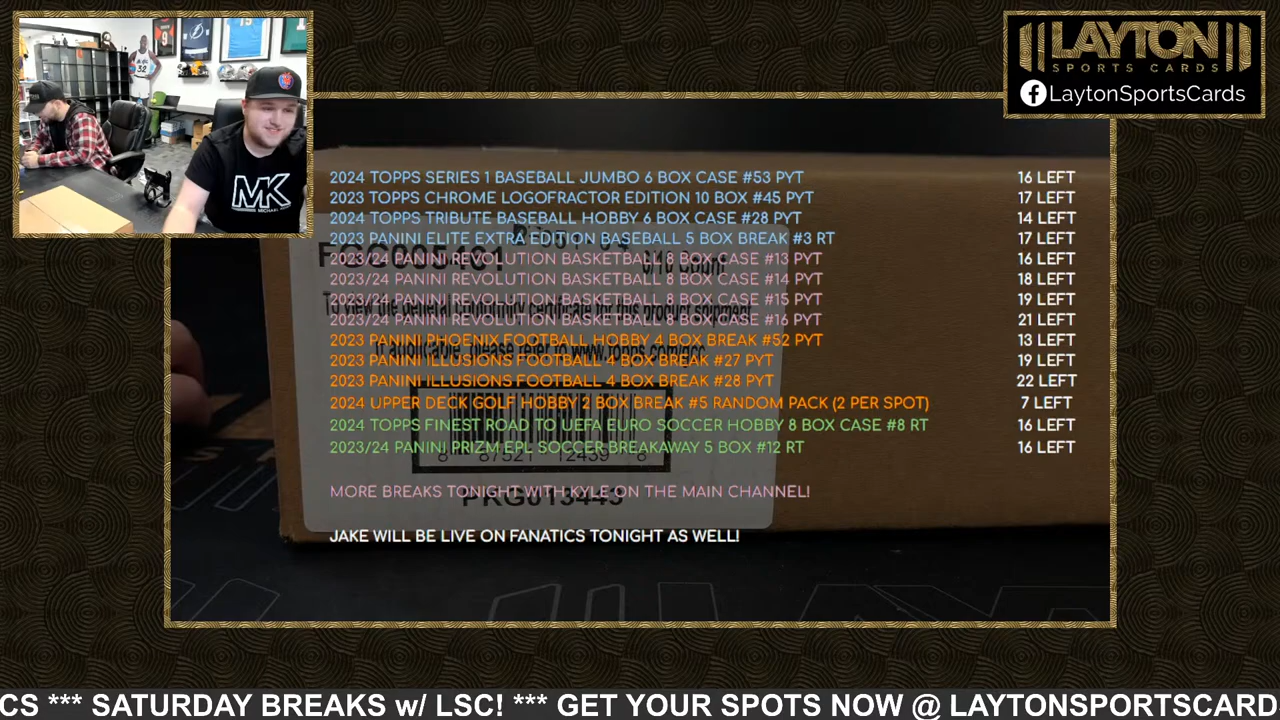 LAYTON
SPORTS CARDS
LaytonSportsCards
MK
32
9
2024 TOPPS SERIES 1 BASEBALL JUMBO 6 BOX CASE #53 PYT 16 LEFT
2023 TOPPS CHROME LOGOFRACTOR EDITION 10 BOX #45 PYT 17 LEFT
2024 TOPPS TRIBUTE BASEBALL HOBBY 6 BOX CASE #28 PYT 14 LEFT
2023 PANINI ELITE EXTRA EDITION BASEBALL 5 BOX BREAK #3 RT 17 LEFT
2023/24 PANINI REVOLUTION BASKETBALL 8 BOX CASE #13 PYT 16 LEFT
2023/24 PANINI REVOLUTION BASKETBALL 8 BOX CASE #14 PYT 18 LEFT
2023/24 PANINI REVOLUTION BASKETBALL 8 BOX CASE #15 PYT 19 LEFT
2023/24 PANINI REVOLUTION BASKETBALL 8 BOX CASE #16 PYT 21 LEFT
2023 PANINI PHOENIX FOOTBALL HOBBY 4 BOX BREAK #52 PYT 13 LEFT
2023 PANINI ILLUSIONS FOOTBALL 4 BOX BREAK #27 PYT 19 LEFT
2023 PANINI ILLUSIONS FOOTBALL 4 BOX BREAK #28 PYT 22 LEFT
2024 UPPER DECK GOLF HOBBY 2 BOX BREAK #5 RANDOM PACK (2 PER SPOT) 7 LEFT
2024 TOPPS FINEST ROAD TO UEFA EURO SOCCER HOBBY 8 BOX CASE #8 RT 16 LEFT
2023/24 PANINI PRIZM EPL SOCCER BREAKAWAY 5 BOX #12 RT 16 LEFT
MORE BREAKS TONIGHT WITH KYLE ON THE MAIN CHANNEL!
PKG013443
JAKE WILL BE LIVE ON FANATICS TONIGHT AS WELL!
CS *** SATURDAY BREAKS w/ LSC! *** GET YOUR SPOTS NOW @ LAYTONSPORTSCARD